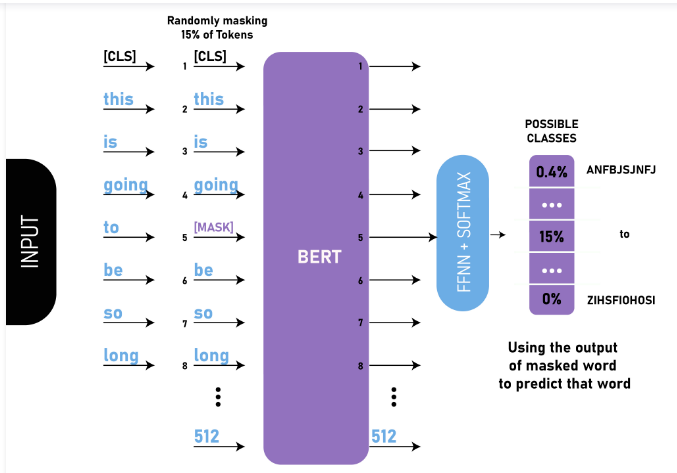 Randomly masking
15% of Tokens
[CLS] 1 [CLS] 1
this 2 this 2
is 3 is 3
going 4 going 4
to 5 [MASK] 5
be 6 be 6
so 7 so 7
long 8 long 8
512 512
INPUT
BERT
FFNN + SOFTMAX
POSSIBLE
CLASSES
0.4% ANFBJSJNFJ
...
15% to
...
0% ZIHSFIOHOSI
Using the output
of masked word
to predict that word